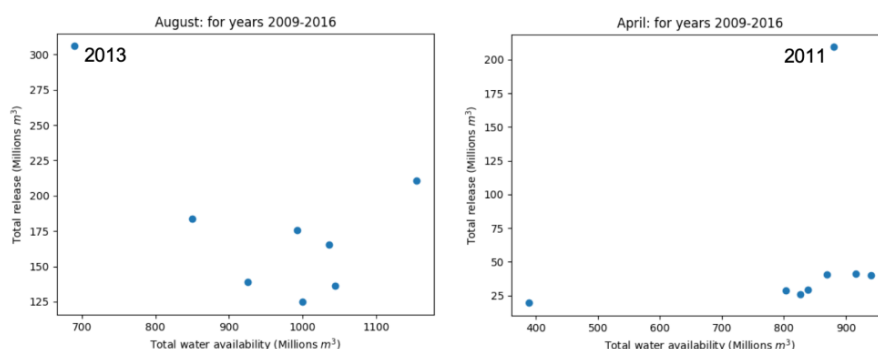 August: for years 2009-2016
300
275
250
225
200
175
150
125
Total release (Millions m³)
2013
700 800 900 1000 1100
Total water availability (Millions m³)
April: for years 2009-2016
200
175
150
125
100
75
50
25
Total release (Millions m³)
2011
400 500 600 700 800 900
Total water availability (Millions m³)